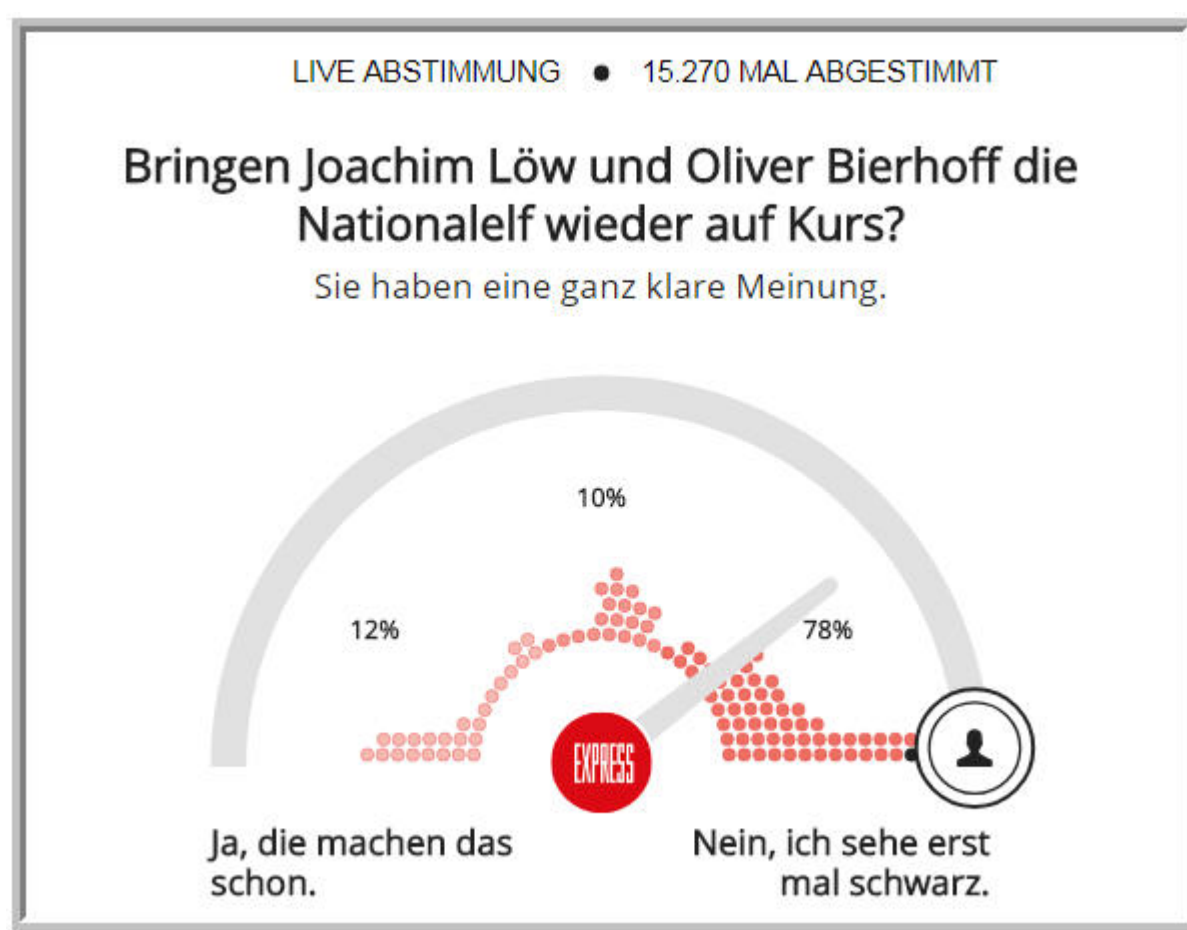 LIVE ABSTIMMUNG ● 15.270 MAL ABGESTIMMT
Bringen Joachim Löw und Oliver Bierhoff die
Nationalelf wieder auf Kurs?
Sie haben eine ganz klare Meinung.
10%
12%
78%
EXPRESS
Ja, die machen das
schon.
Nein, ich sehe erst
mal schwarz.